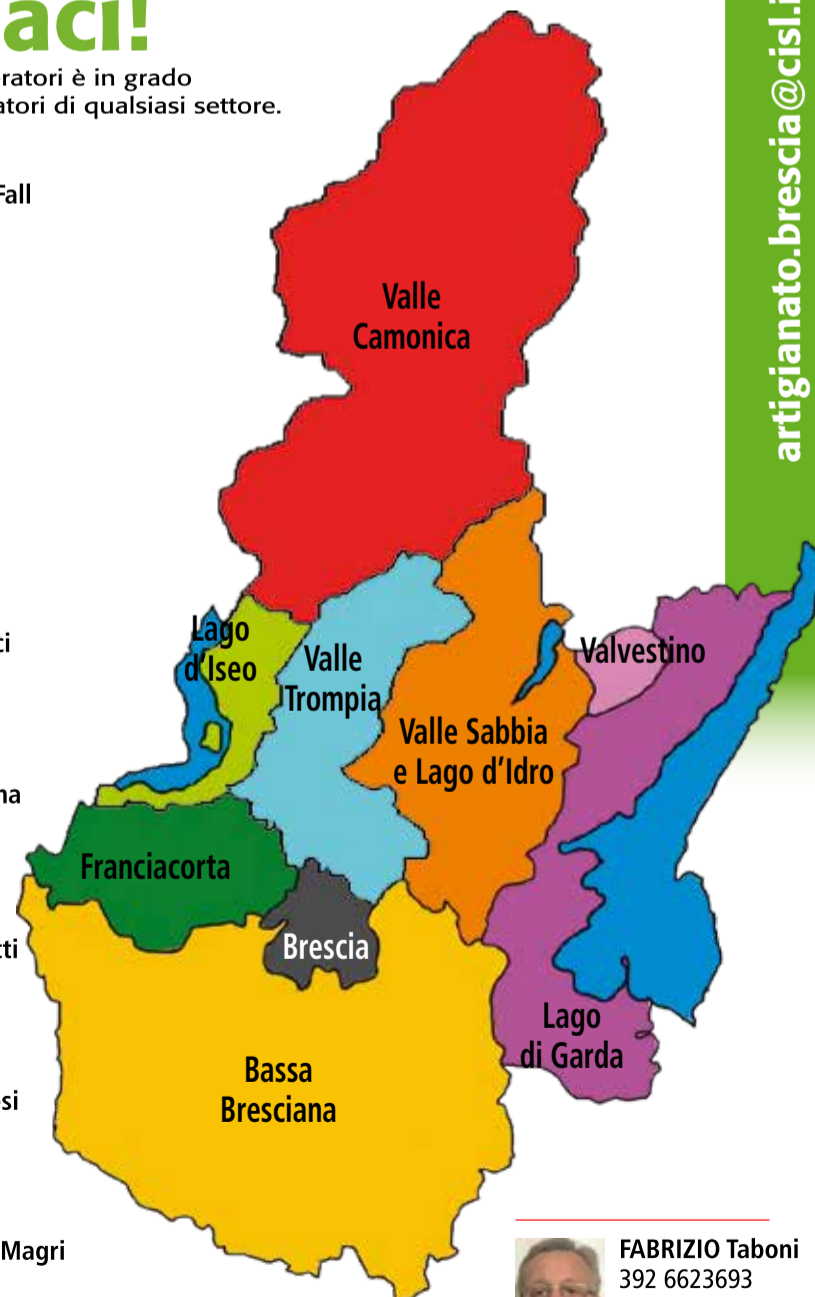 aci!
ratori è in grado
atori di qualsiasi settore.
Fall
Valle
Camonica
artigianato.brescia@cisl.i
ci
Lago
d'Iseo
Valle
Trompia
Valvestino
Valle Sabbia
e Lago d'Idro
na
Franciacorta
tti
Brescia
Lago
di Garda
Bassa
Bresciana
si
Magri
FABRIZIO Taboni
392 6623693